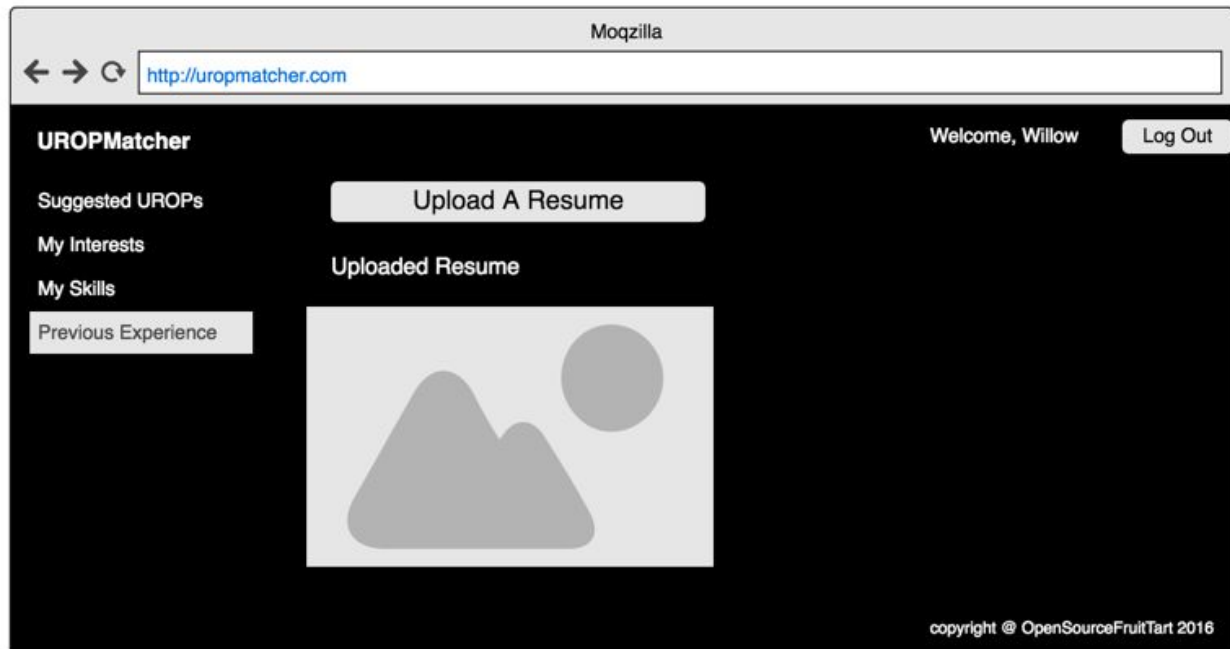 Moqzilla
http://uropmatcher.com
UROPMatcher
Welcome, Willow
Log Out
Suggested UROPs
My Interests
My Skills
Previous Experience
Upload A Resume
Uploaded Resume
copyright @ OpenSourceFruitTart 2016